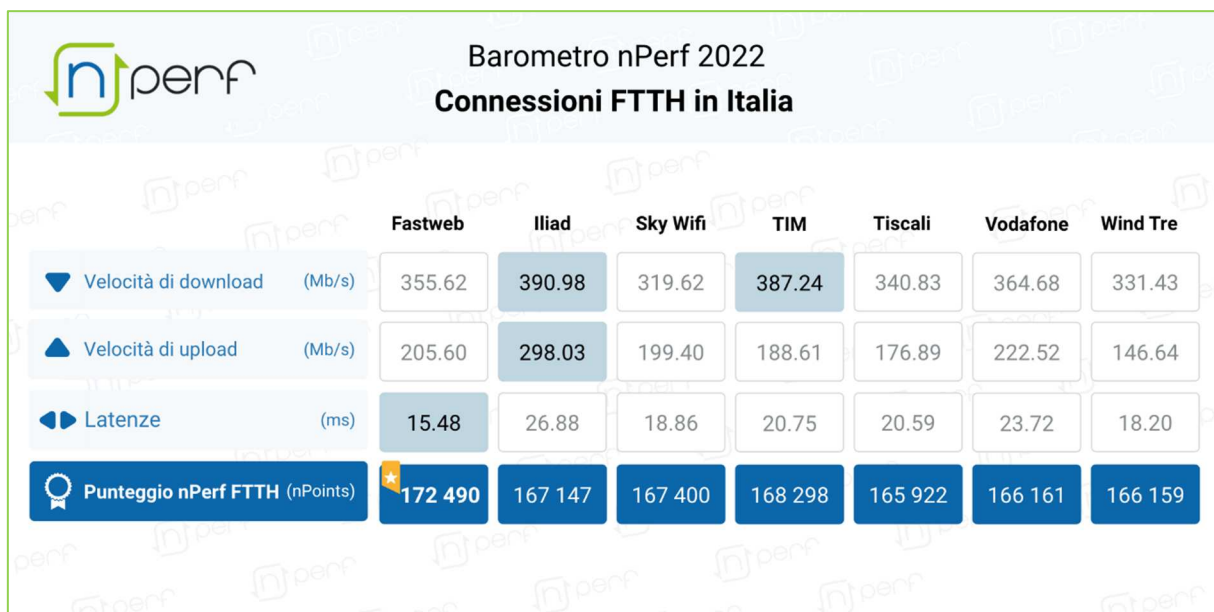 nperf
Barometro nPerf 2022
Connessioni FTTH in Italia
Fastweb Iliad Sky Wifi TIM Tiscali Vodafone Wind Tre
Velocità di download (Mb/s) 355.62 390.98 319.62 387.24 340.83 364.68 331.43
Velocità di upload (Mb/s) 205.60 298.03 199.40 188.61 176.89 222.52 146.64
Latenze (ms) 15.48 26.88 18.86 20.75 20.59 23.72 18.20
Punteggio nPerf FTTH (nPoints) 172 490 167 147 167 400 168 298 165 922 166 161 166 159